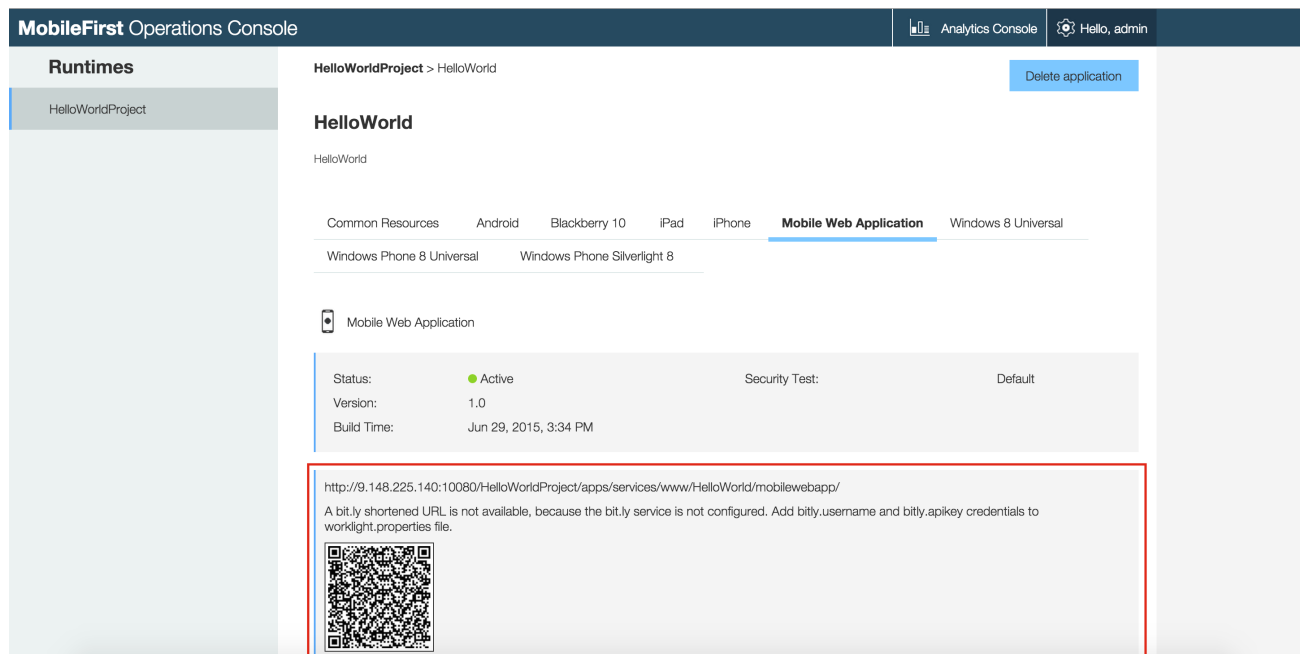 MobileFirst Operations Console
Analytics Console
Hello, admin
Runtimes
HelloWorldProject
HelloWorldProject > HelloWorld
Delete application
HelloWorld
HelloWorld
Common Resources Android Blackberry 10 iPad iPhone Mobile Web Application Windows 8 Universal
Windows Phone 8 Universal Windows Phone Silverlight 8
Mobile Web Application
Status: Active Security Test: Default
Version: 1.0
Build Time: Jun 29, 2015, 3:34 PM
http://9.148.225.140:10080/HelloWorldProject/apps/services/www/HelloWorld/mobilewebapp/
A bit.ly shortened URL is not available, because the bit.ly service is not configured. Add bitly.username and bitly.apikey credentials to
worklight.properties file.